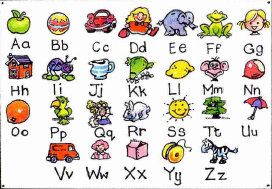 Aa Bb Cc Dd Ee Ff Gg
Hh Ii Jj Kk Ll Mm Nn
Oo Pp Qq Rr Ss Tt Uu
Vv Ww Xx Yy Zz